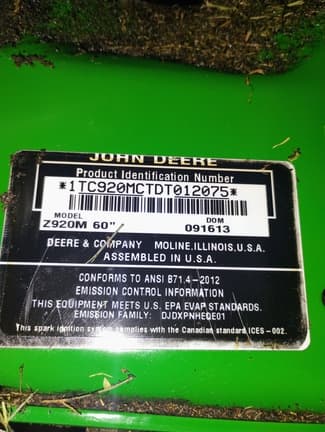 JOHN DEERE
Product Identification Number
*1TC920MCTDT012075*
MODEL DOM
Z920M 60" 091613
DEERE & COMPANY MOLINE, ILLINOIS, U.S.A.
ASSEMBLED IN U.S.A.
CONFORMS TO ANSI B71.4-2012
EMISSION CONTROL INFORMATION
THIS EQUIPMENT MEETS U.S. EPA EVAP STANDARDS.
EMISSION FAMILY: DJDXPNHEOE01
This spark ignition system complies with the Canadian standard ICES - 002.